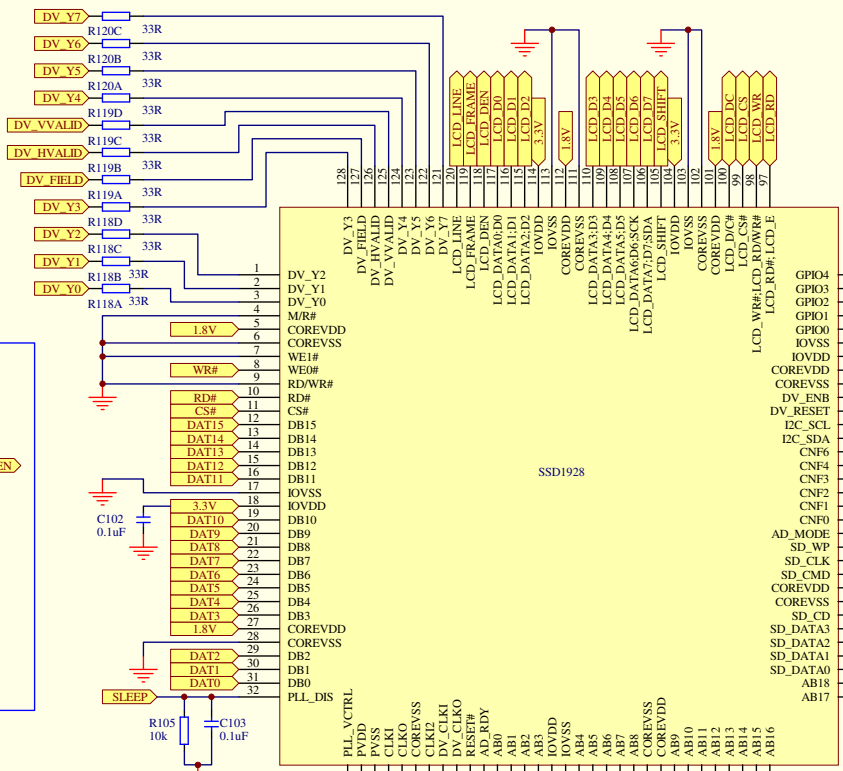 DV_Y7
33R
R120C
DV_Y6
33R
R120B
DV_Y5
33R
R120A
DV_Y4
33R
R119D
DV_VVALID
33R
R119C
DV_HVALID
33R
R119B
DV_FIELD
33R
R119A
DV_Y3
33R
R118D
DV_Y2
33R
R118C
DV_Y1
33R
R118B
DV_Y0
33R
R118A
LCD_LINE
LCD_FRAME
LCD_DEN
LCD_D0
LCD_D1
LCD_D2
3.3V
1.8V
LCD_D3
LCD_D4
LCD_D5
LCD_D6
LCD_D7
LCD_SHIFT
3.3V
1.8V
LCD_DC
LCD_CS
LCD_WR
LCD_RD
128
127
126
125
124
123
122
121
120
119
118
117
116
115
114
113
112
111
110
109
108
107
106
105
104
103
102
101
100
99
98
97
DV_Y3
DV_FIELD
DV_HVALID
DV_VVALID
DV_Y4
DV_Y5
DV_Y6
DV_Y7
LCD_LINE
LCD_FRAME
LCD_DEN
LCD_DATA0;D0
LCD_DATA1;D1
LCD_DATA2;D2
IOVDD
IOVSS
COREVDD
COREVSS
LCD_DATA3;D3
LCD_DATA4;D4
LCD_DATA5;D5
LCD_DATA6;D6;SCK
LCD_DATA7;D7;SDA
LCD_SHIFT
IOVDD
IOVSS
COREVSS
COREVDD
LCD_D/C#
LCD_CS#
LCD_WR#;LCD_RD/WR#
LCD_RD#;LCD_E
1 DV_Y2
2 DV_Y1
3 DV_Y0
4 M/R#
1.8V 5 COREVDD
6 COREVSS
7 WE1#
WR# 8 WE0#
9 RD/WR#
RD# 10 RD#
CS# 11 CS#
DAT15 12 DB15
DAT14 13 DB14
DAT13 14 DB13
DAT12 15 DB12
DAT11 16 DB11
17 IOVSS
3.3V 18 IOVDD
DAT10 19 DB10
DAT9 20 DB9
DAT8 21 DB8
DAT7 22 DB7
DAT6 23 DB6
DAT5 24 DB5
DAT4 25 DB4
DAT3 26 DB3
1.8V 27 COREVDD
28 COREVSS
DAT2 29 DB2
DAT1 30 DB1
DAT0 31 DB0
SLEEP 32 PLL_DIS
EN
C102
0.1uF
R105
10k
C103
0.1uF
SSD1928
GPIO4
GPIO3
GPIO2
GPIO1
GPIO0
IOVSS
IOVDD
COREVDD
COREVSS
DV_ENB
DV_RESET
I2C_SCL
I2C_SDA
CNF6
CNF4
CNF3
CNF2
CNF1
CNF0
AD_MODE
SD_WP
SD_CLK
SD_CMD
COREVDD
COREVSS
SD_CD
SD_DATA3
SD_DATA2
SD_DATA1
SD_DATA0
AB18
AB17
PLL_VCTRL
PVDD
PVSS
CLKI
CLKO
COREVSS
CLKI2
DV_CLKI
DV_CLKO
RESET#
AD_RDY
AB0
AB1
AB2
AB3
IOVDD
IOVSS
AB4
AB5
AB6
AB7
AB8
COREVSS
COREVDD
AB9
AB10
AB11
AB12
AB13
AB14
AB15
AB16